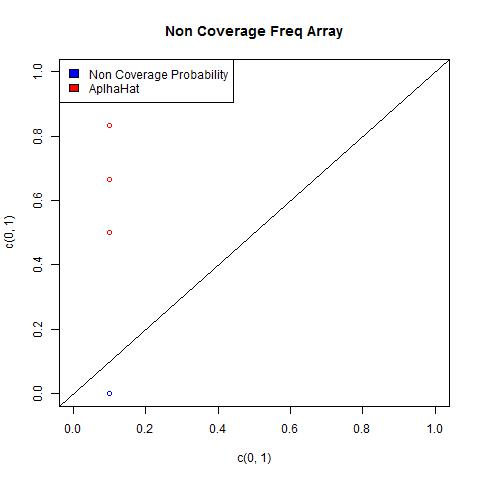 Non Coverage Freq Array
Non Coverage Probability
AplhaHat
c(0, 1)
1.0
0.8
0.6
0.4
0.2
0.0
0.0 0.2 0.4 0.6 0.8 1.0
c(0, 1)